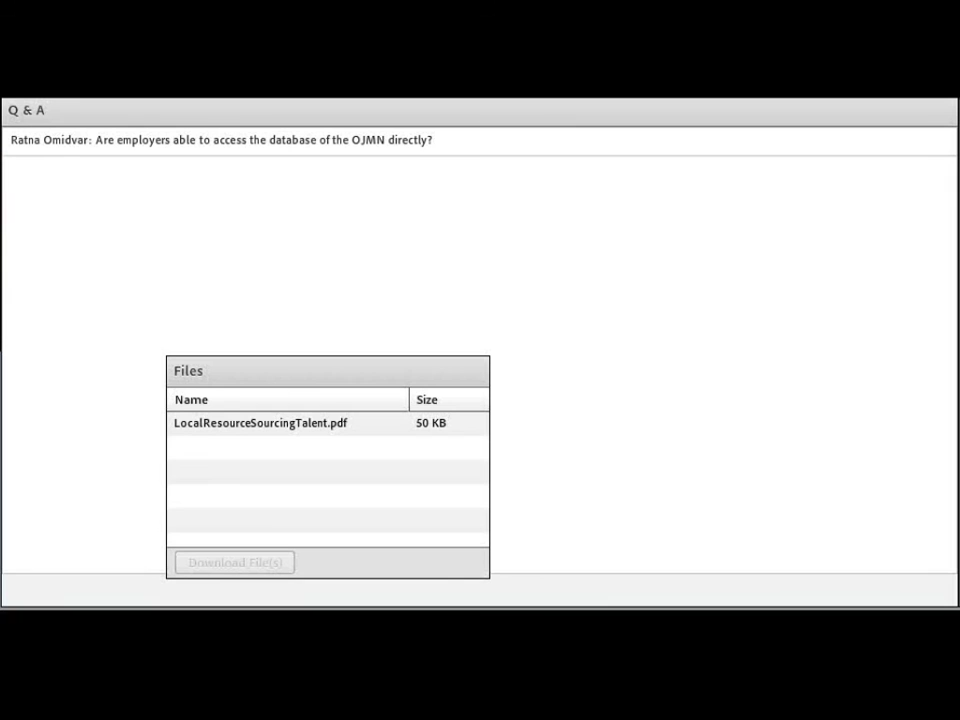 Q & A
Ratna Omidvar: Are employers able to access the database of the OJMN directly?
Files
Name Size
LocalResourceSourcingTalent.pdf 50 KB
Download File(s)